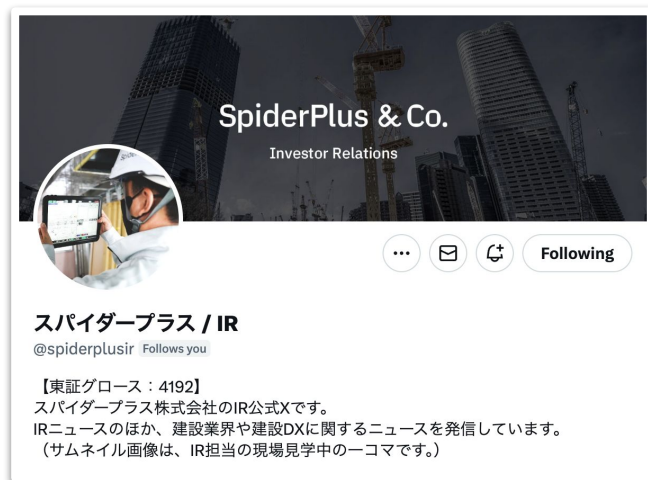 SpiderPlus & Co.
Investor Relations
Following
スパイダープラス / IR
@spiderplusir Follows you
【東証グロース：4192】
スパイダープラス株式会社のIR公式Xです。
IRニュースのほか、建設業界や建設DXに関するニュースを発信しています。
（サムネイル画像は、IR担当の現場見学中の一コマです。）